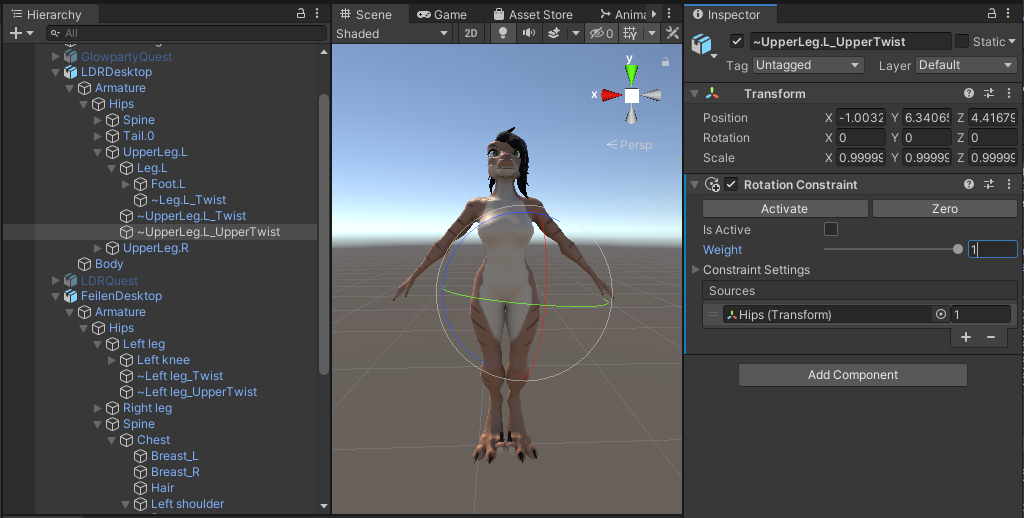 Hierarchy
All
GlowpartyQuest
LDRDesktop
Armature
Hips
Spine
Tail.0
UpperLeg.L
Leg.L
Foot.L
~Leg.L_Twist
~UpperLeg.L_Twist
~UpperLeg.L_UpperTwist
UpperLeg.R
Body
LDRQuest
FeilenDesktop
Armature
Hips
Left leg
Left knee
~Left leg_Twist
~Left leg_UpperTwist
Right leg
Spine
Chest
Breast_L
Breast_R
Hair
Left shoulder
Scene Game Asset Store Anima
Shaded 2D 0
y
x
Persp
Inspector
~UpperLeg.L_UpperTwist Static
Tag Untagged Layer Default
Transform
Position X -1.0032 Y 6.34065 Z 4.41679
Rotation X 0 Y 0 Z 0
Scale X 0.99999 Y 0.99999 Z 0.99999
Rotation Constraint
Activate Zero
Is Active
Weight 1
Constraint Settings
Sources
Hips (Transform) 1
Add Component